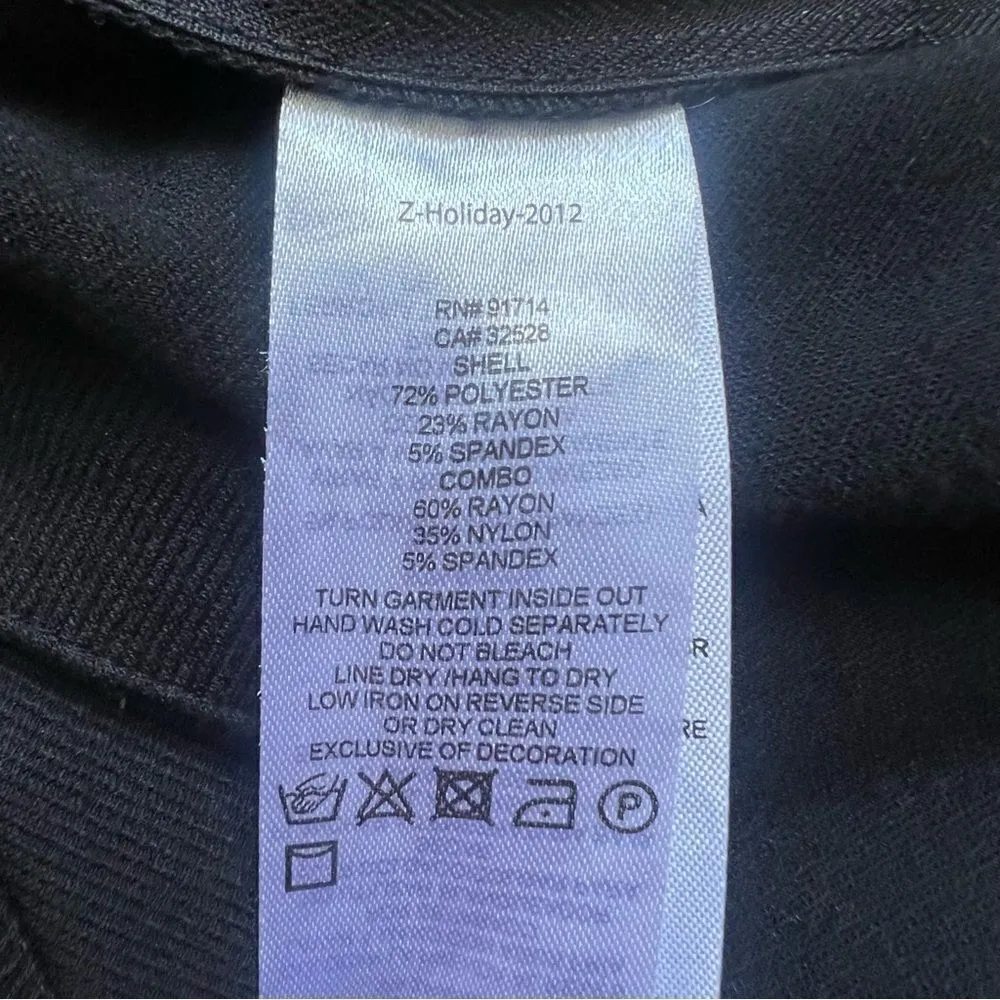 Z-Holiday-2012
RN# 91714
CA# 32528
SHELL
72% POLYESTER
23% RAYON
5% SPANDEX
COMBO
60% RAYON
35% NYLON
5% SPANDEX
TURN GARMENT INSIDE OUT
HAND WASH COLD SEPARATELY
DO NOT BLEACH
LINE DRY /HANG TO DRY
LOW IRON ON REVERSE SIDE
OR DRY CLEAN
EXCLUSIVE OF DECORATION
P